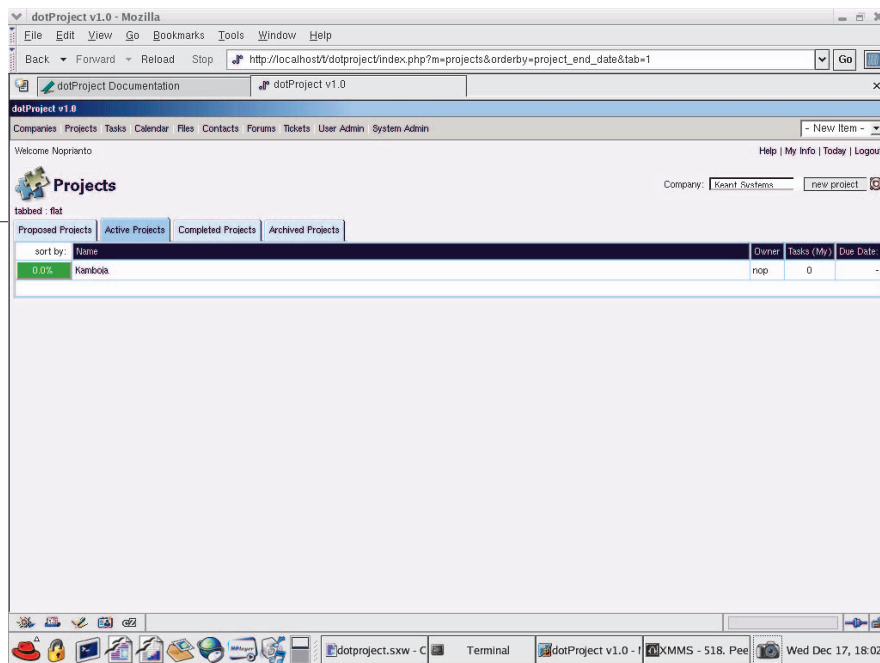 dotProject v1.0 - Mozilla
File Edit View Go Bookmarks Tools Window Help
Back Forward Reload Stop http://localhost/t/dotproject/index.php?m=projects&orderby=project_end_date&tab=1 Go
dotProject Documentation dotProject v1.0
dotProject v1.0
Companies Projects Tasks Calendar Files Contacts Forums Tickets User Admin System Admin - New Item -
Welcome Noprianto Help | My Info | Today | Logout
Projects Company: Keant Systems new project
tabbed : flat
Proposed Projects Active Projects Completed Projects Archived Projects
sort by: Name Owner Tasks (My) Due Date:
0.0% Kamboja nop 0 -
dotproject.sxw - C Terminal dotProject v1.0 - XMMS - 518. Pee Wed Dec 17, 18:02